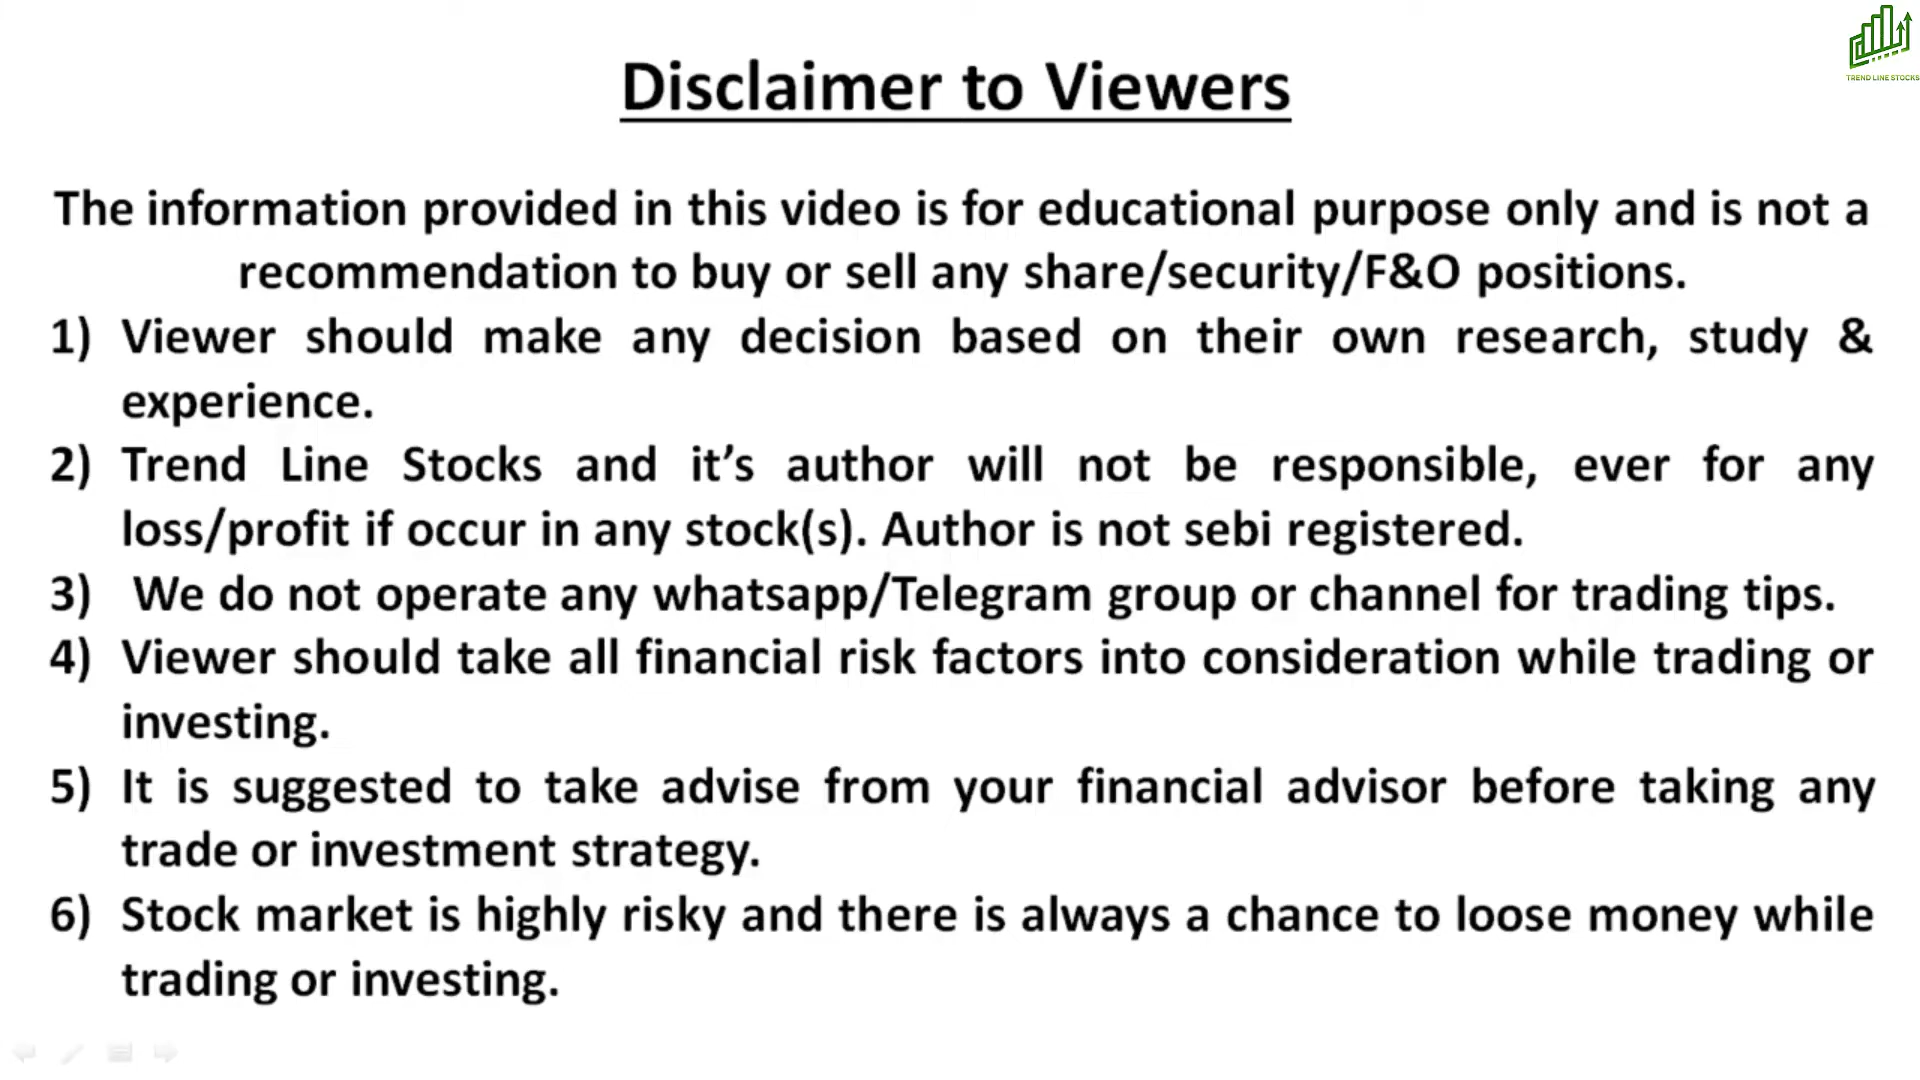 TREND LINE STOCKS
Disclaimer to Viewers
The information provided in this video is for educational purpose only and is not a
recommendation to buy or sell any share/security/F&O positions.
1) Viewer should make any decision based on their own research, study &
experience.
2) Trend Line Stocks and it’s author will not be responsible, ever for any
loss/profit if occur in any stock(s). Author is not sebi registered.
3) We do not operate any whatsapp/Telegram group or channel for trading tips.
4) Viewer should take all financial risk factors into consideration while trading or
investing.
5) It is suggested to take advise from your financial advisor before taking any
trade or investment strategy.
6) Stock market is highly risky and there is always a chance to loose money while
trading or investing.